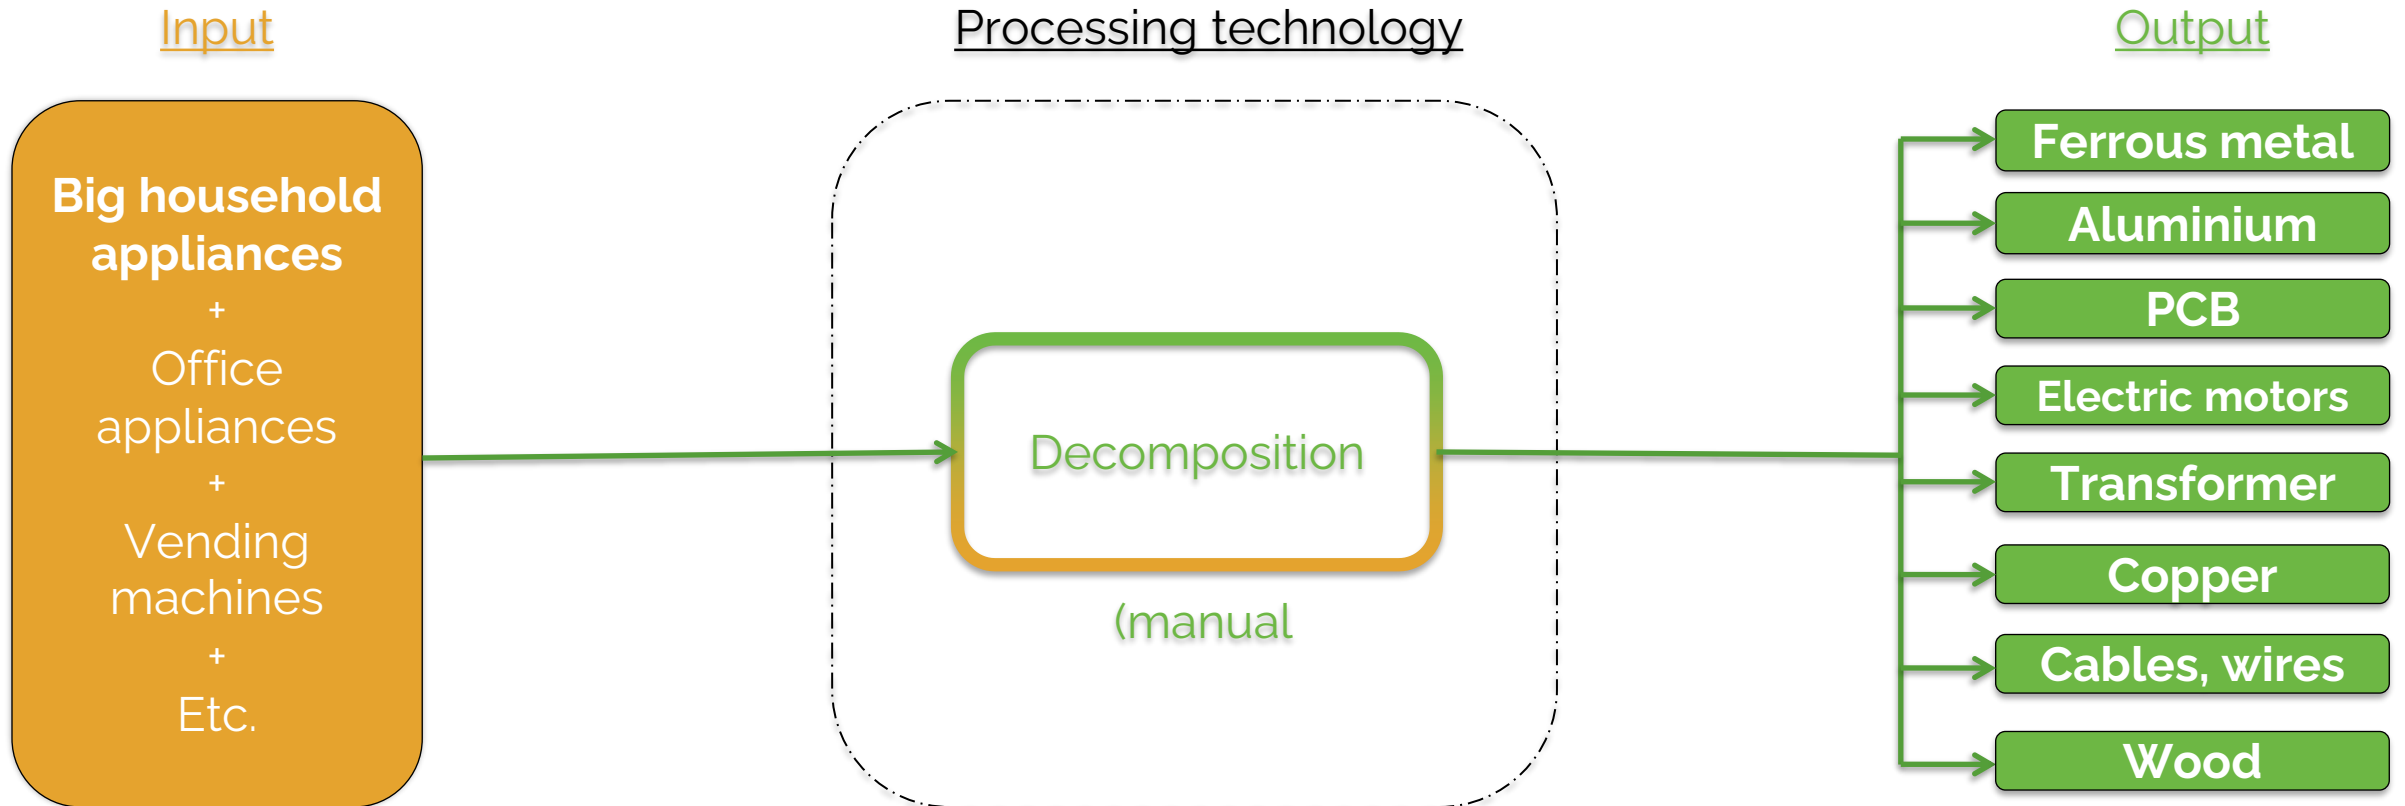 Input
Processing technology
Output
Big household
appliances
+
Office
appliances
+
Vending
machines
+
Etc.
Decomposition
(manual
Ferrous metal
Aluminium
PCB
Electric motors
Transformer
Copper
Cables, wires
Wood